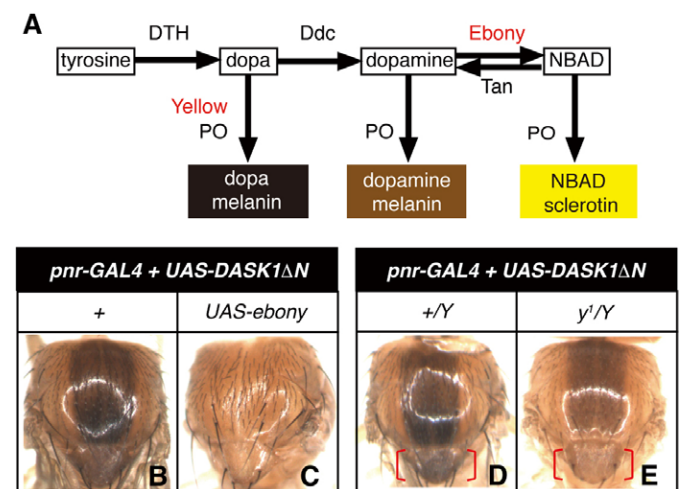 A
DTH
Ddc
Ebony
tyrosine
dopa
dopamine
NBAD
Tan
Yellow
PO
PO
PO
dopa
melanin
dopamine
melanin
NBAD
sclerotin
pnr-GAL4 + UAS-DASK1ΔN
pnr-GAL4 + UAS-DASK1ΔN
+
UAS-ebony
+/Y
y1/Y
B
C
D
E